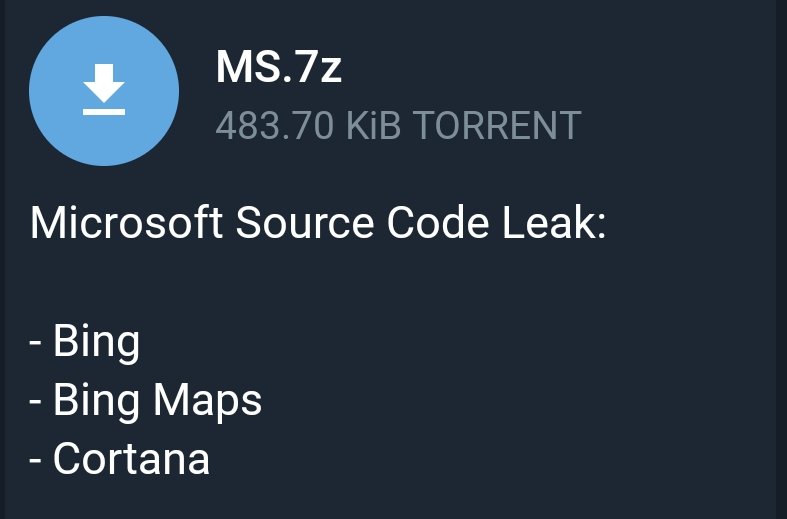 MS.7z
483.70 KiB TORRENT
Microsoft Source Code Leak:
- Bing
- Bing Maps
- Cortana